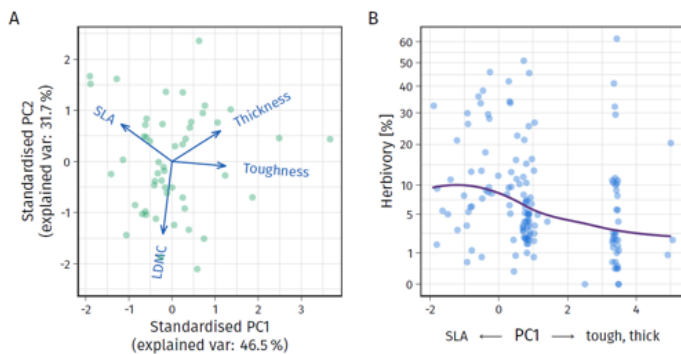 A
Standardised PC2
(explained var: 31.7 %)
2
1
0
-1
-2
SLA
Thickness
Toughness
LDMC
-2
-1
0
1
2
3
Standardised PC1
(explained var: 46.5 %)
B
Herbivory [%]
60
50
40
30
20
10
5
1
0
-2
0
2
4
SLA ← PC1 → tough, thick